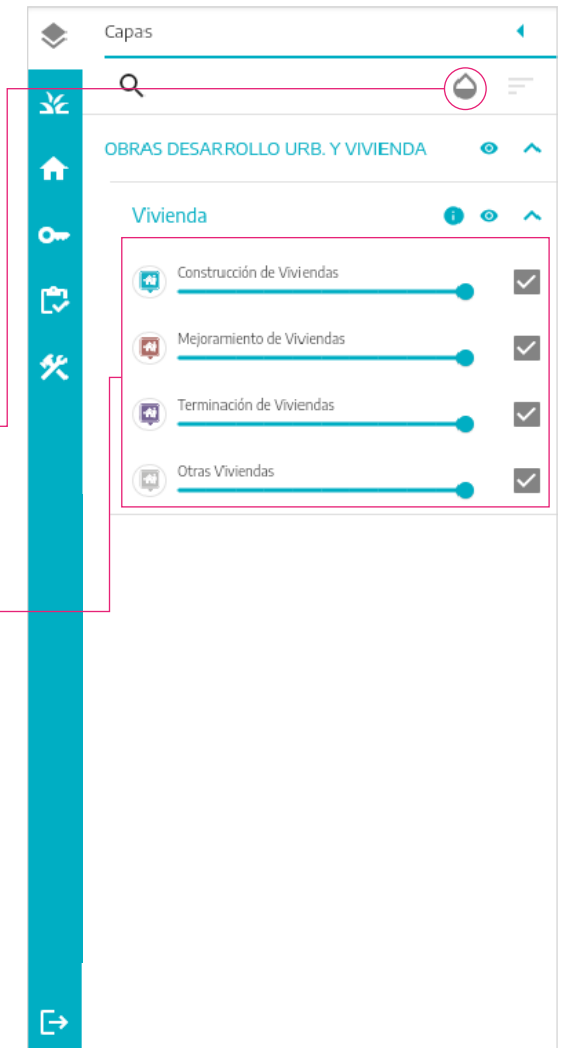 Capas
OBRAS DESARROLLO URB. Y VIVIENDA
Vivienda
Construcción de Viviendas
Mejoramiento de Viviendas
Terminación de Viviendas
Otras Viviendas